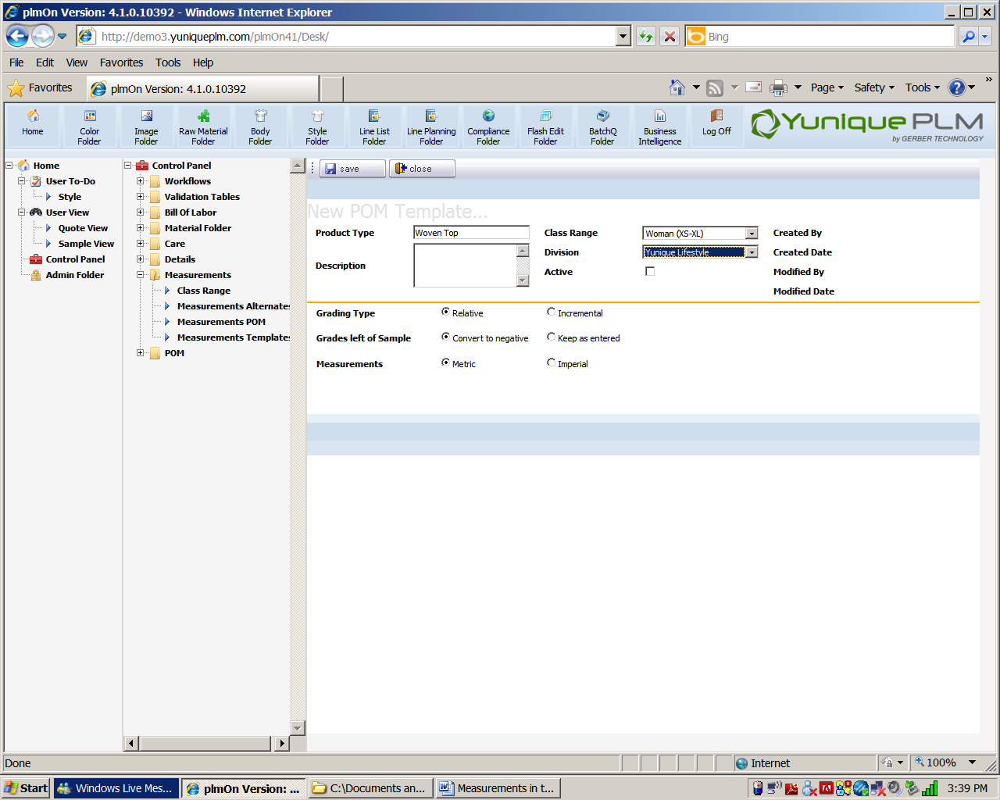 plmOn Version: 4.1.0.10392 - Windows Internet Explorer
http://demo3.yuniqueplm.com/plmOn41/Desk/
Bing
File Edit View Favorites Tools Help
Favorites
plmOn Version: 4.1.0.10392
Page Safety Tools
Home
Color Folder
Image Folder
Raw Material Folder
Body Folder
Style Folder
Line List Folder
Line Planning Folder
Compliance Folder
Flash Edit Folder
BatchQ Folder
Business Intelligence
Log Off
Yunique PLM
by GERBER TECHNOLOGY
Home
User To-Do
Style
User View
Quote View
Sample View
Control Panel
Admin Folder
Control Panel
Workflows
Validation Tables
Bill Of Labor
Material Folder
Care
Details
Measurements
Class Range
Measurements Alternates
Measurements POM
Measurements Templates
POM
save close
New POM Template...
Product Type Woven Top Class Range Woman (XS-XL) Created By
Description Division Yunique Lifestyle Created Date
Active Modified By
Modified Date
Grading Type Relative Incremental
Grades left of Sample Convert to negative Keep as entered
Measurements Metric Imperial
Done Internet 100%
Start Windows Live Mes... plmOn Version: ... C:\Documents an... Measurements in t... 3:39 PM